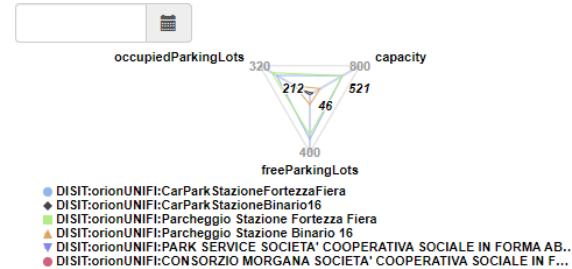 occupiedParkingLots capacity
320 800
212 521
46
400
freeParkingLots
DISIT:orionUNIFI:CarParkStazioneFortezzaFiera
DISIT:orionUNIFI:CarParkStazioneBinario16
DISIT:orionUNIFI:Parcheggio Stazione Fortezza Fiera
DISIT:orionUNIFI:Parcheggio Stazione Binario 16
DISIT:orionUNIFI:PARK SERVICE SOCIETA' COOPERATIVA SOCIALE IN FORMA AB...
DISIT:orionUNIFI:CONSORZIO MORGANA SOCIETA' COOPERATIVA SOCIALE IN F...